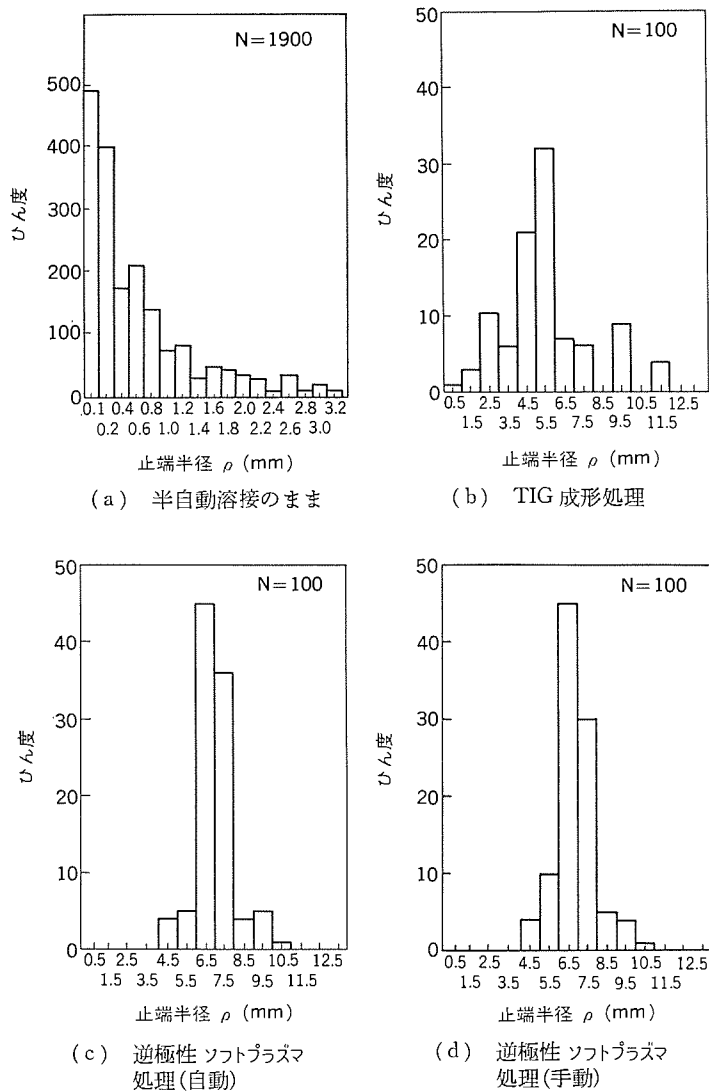 N=1900
ひん度
500
400
300
200
100
0
0.1 0.4 0.8 1.2 1.6 2.0 2.4 2.8 3.2
0.2 0.6 1.0 1.4 1.8 2.2 2.6 3.0
止端半径 ρ (mm)
(a) 半自動溶接のまま
N=100
ひん度
50
40
30
20
10
0
0.5 2.5 4.5 6.5 8.5 10.5 12.5
1.5 3.5 5.5 7.5 9.5 11.5
止端半径 ρ (mm)
(b) TIG 成形処理
N=100
ひん度
50
40
30
20
10
0
0.5 2.5 4.5 6.5 8.5 10.5 12.5
1.5 3.5 5.5 7.5 9.5 11.5
止端半径 ρ (mm)
(c) 逆極性 ソフトプラズマ
処理(自動)
N=100
ひん度
50
40
30
20
10
0
0.5 2.5 4.5 6.5 8.5 10.5 12.5
1.5 3.5 5.5 7.5 9.5 11.5
止端半径 ρ (mm)
(d) 逆極性 ソフトプラズマ
処理(手動)